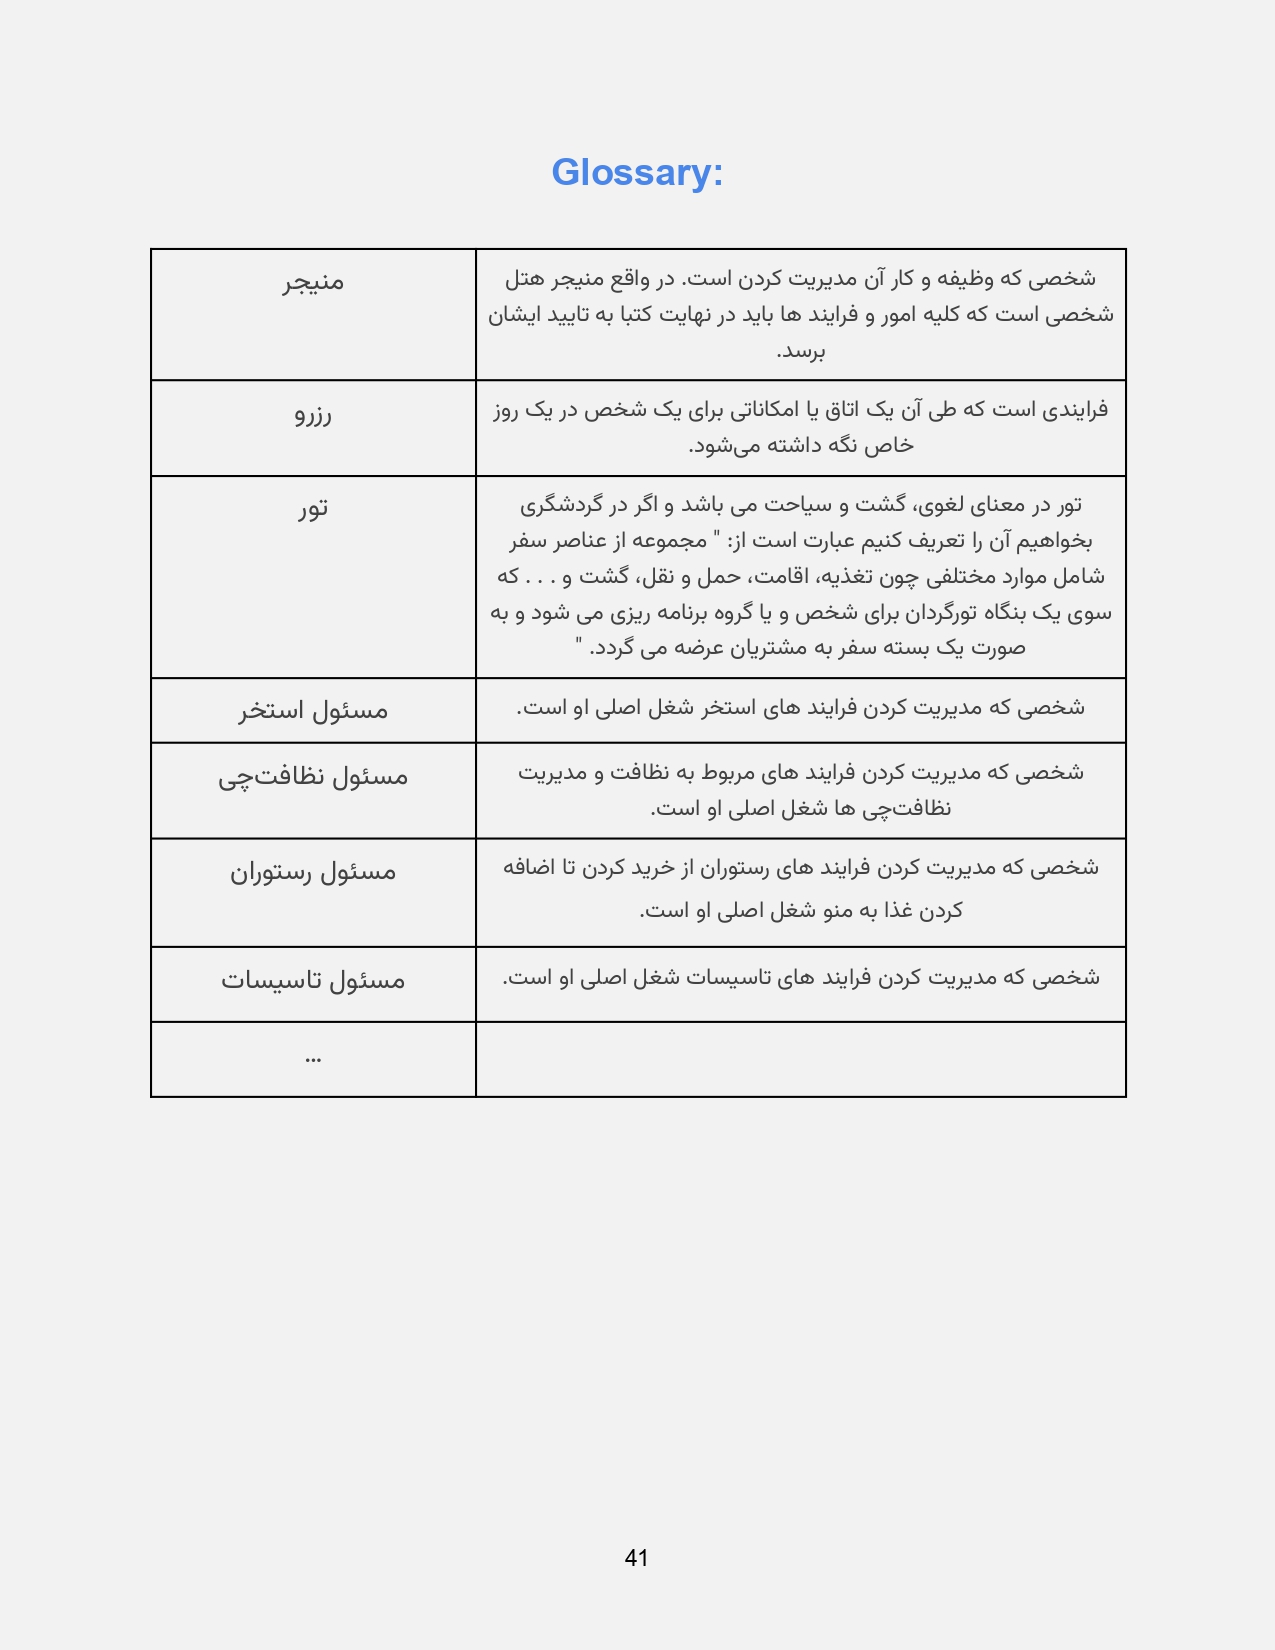 Glossary:
منیجر
شخصی که وظیفه و کار آن مدیریت کردن است. در واقع منیجر هتل
شخصی است که کلیه امور و فرایند ها باید در نهایت کتبا به تایید ایشان
برسد.
رزرو
فرایندی است که طی آن یک اتاق یا امکاناتی برای یک شخص در یک روز
خاص نگه داشته می‌شود.
تور
تور در معنای لغوی، گشت و سیاحت می باشد و اگر در گردشگری
بخواهیم آن را تعریف کنیم عبارت است از: " مجموعه از عناصر سفر
شامل موارد مختلفی چون تغذیه، اقامت، حمل و نقل، گشت و . . . که
سوی یک بنگاه تورگردان برای شخص و یا گروه برنامه ریزی می شود و به
صورت یک بسته سفر به مشتریان عرضه می گردد. "
مسئول استخر
شخصی که مدیریت کردن فرایند های استخر شغل اصلی او است.
مسئول نظافت‌چی
شخصی که مدیریت کردن فرایند های مربوط به نظافت و مدیریت
نظافت‌چی ها شغل اصلی او است.
مسئول رستوران
شخصی که مدیریت کردن فرایند های رستوران از خرید کردن تا اضافه
کردن غذا به منو شغل اصلی او است.
مسئول تاسیسات
شخصی که مدیریت کردن فرایند های تاسیسات شغل اصلی او است.
...
41